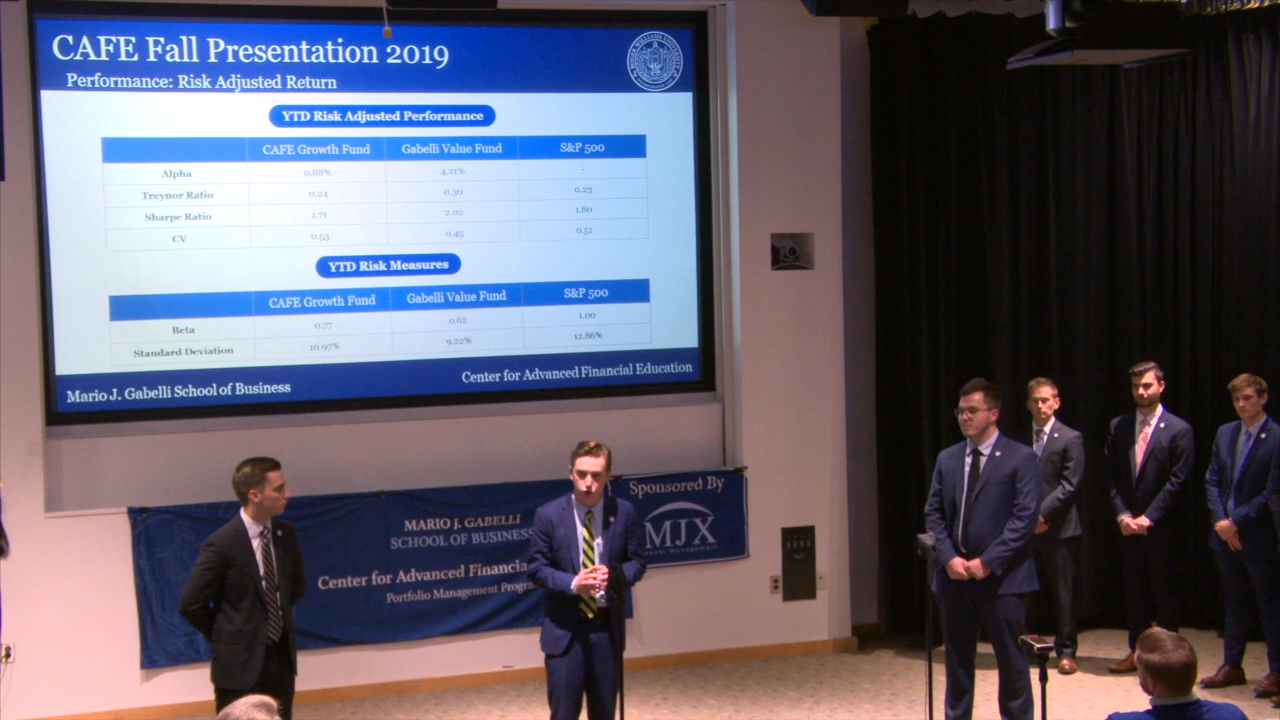 CAFE Fall Presentation 2019
Performance: Risk Adjusted Return
ROGER WILLIAMS UNIVERSITY
YTD Risk Adjusted Performance
CAFE Growth Fund Gabelli Value Fund S&P 500
Alpha 0.88% 4.21% -
Treynor Ratio 0.24 0.30 0.23
Sharpe Ratio 1.71 2.02 1.80
CV 0.53 0.45 0.51
YTD Risk Measures
CAFE Growth Fund Gabelli Value Fund S&P 500
Beta 0.77 0.62 1.00
Standard Deviation 10.97% 9.22% 12.86%
Mario J. Gabelli School of Business
Center for Advanced Financial Education
MARIO J. GABELLI
SCHOOL OF BUSINESS
Center for Advanced Financia
Portfolio Management Progra
Sponsored By
MJX
Asset Management